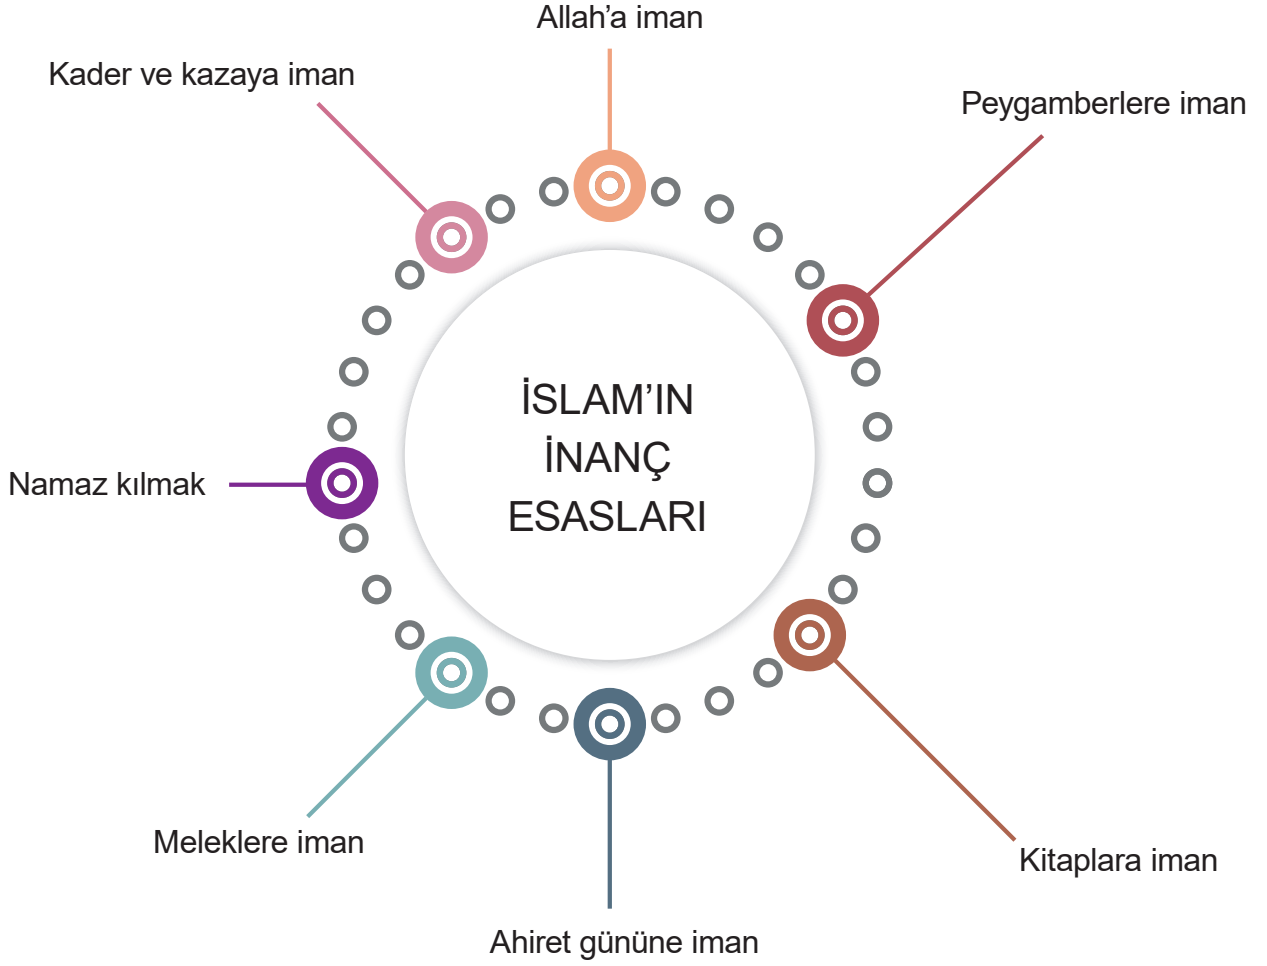 Allah’a iman
Kader ve kazaya iman
Peygamberlere iman
İSLAM’IN
İNANÇ
ESASLARI
Namaz kılmak
Meleklere iman
Kitaplara iman
Ahiret gününe iman